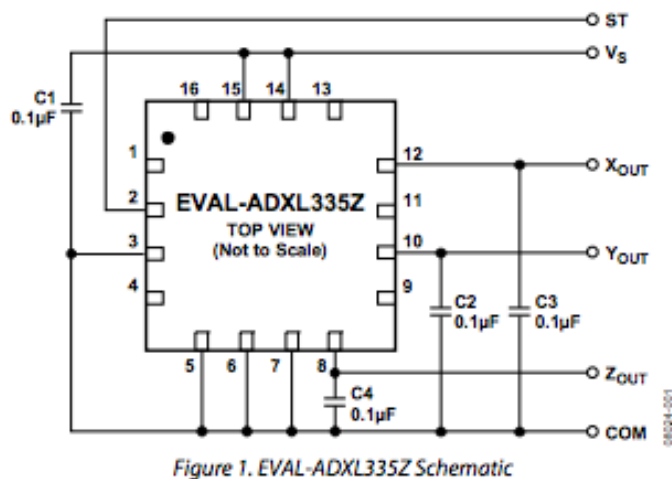 ST
VS
C1
0.1µF
16
15
14
13
1
2
3
4
EVAL-ADXL335Z
TOP VIEW
(Not to Scale)
12
11
10
9
XOUT
YOUT
C2
0.1µF
C3
0.1µF
5
6
7
8
C4
0.1µF
ZOUT
COM
08094-001
Figure 1. EVAL-ADXL335Z Schematic